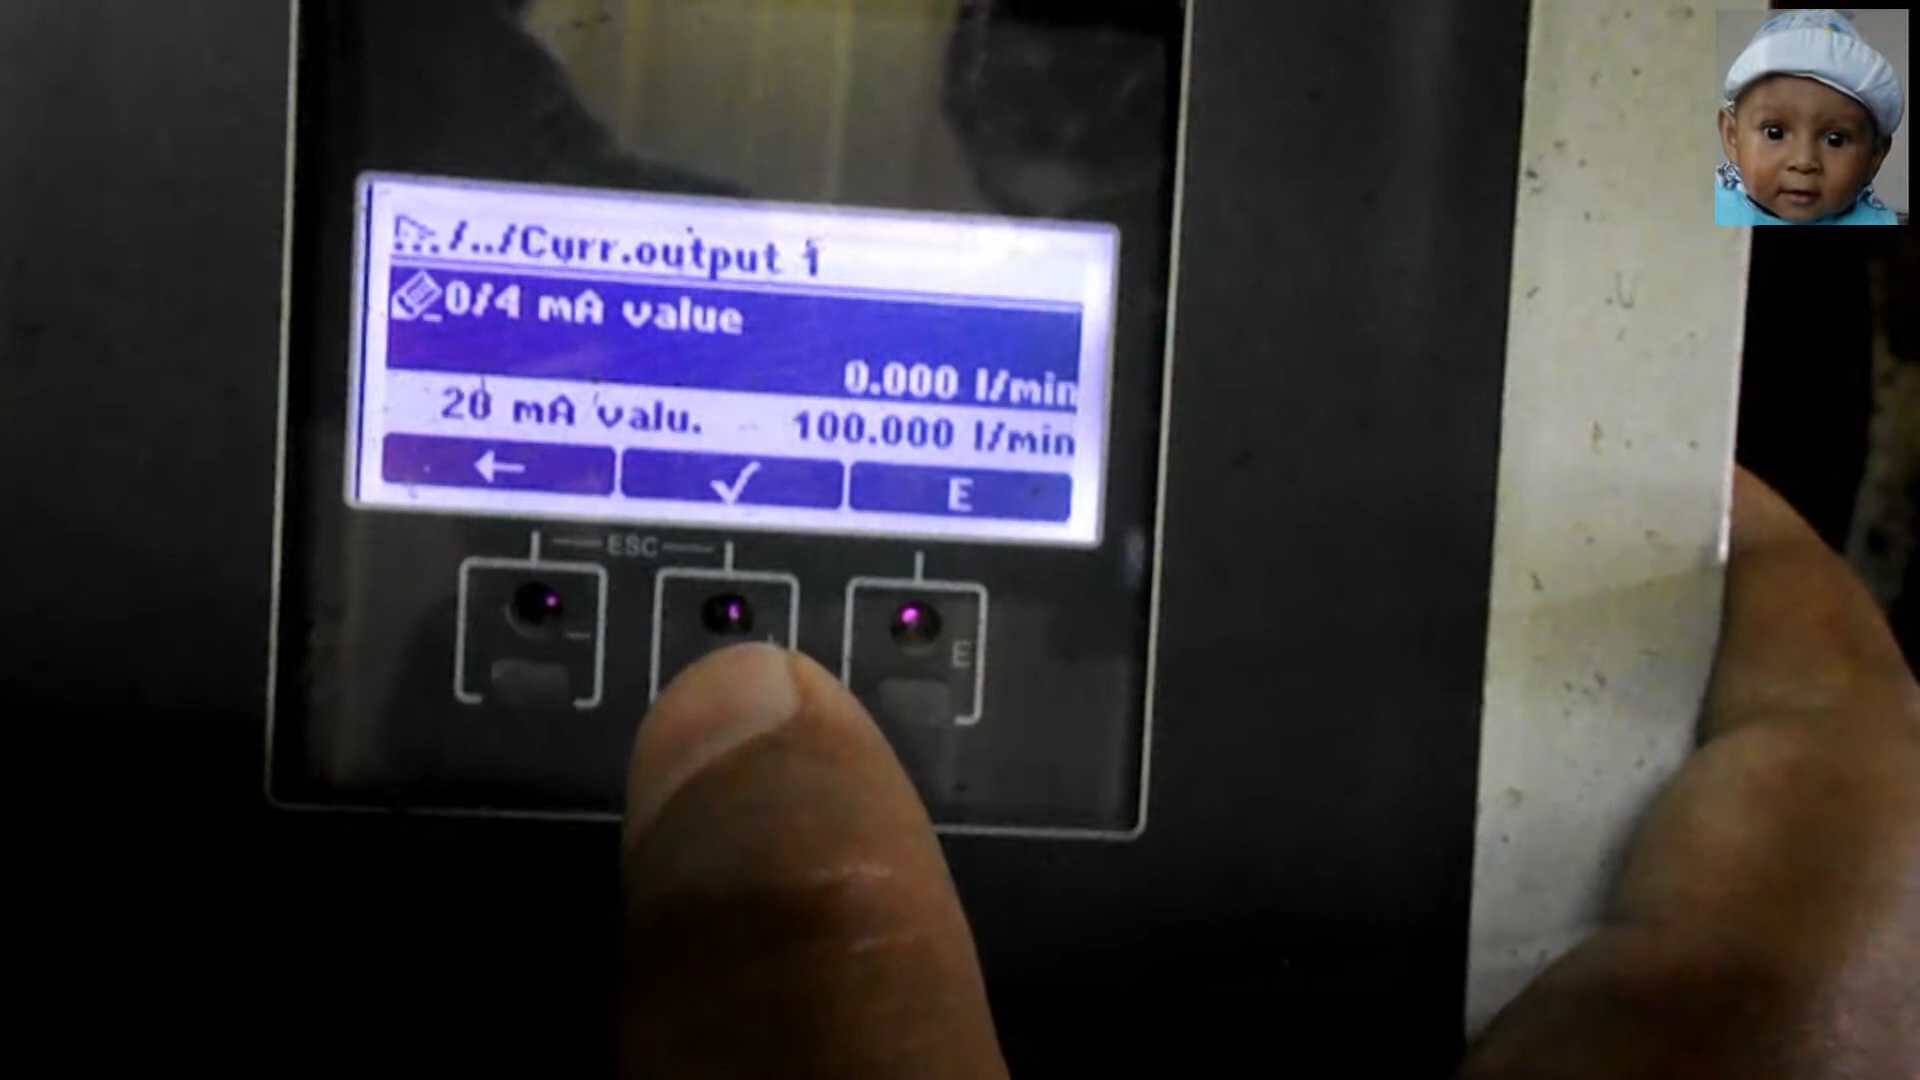 ../../Curr.output 1
0/4 mA value
0.000 l/min
20 mA valu. 100.000 l/min
E
ESC
- +
E